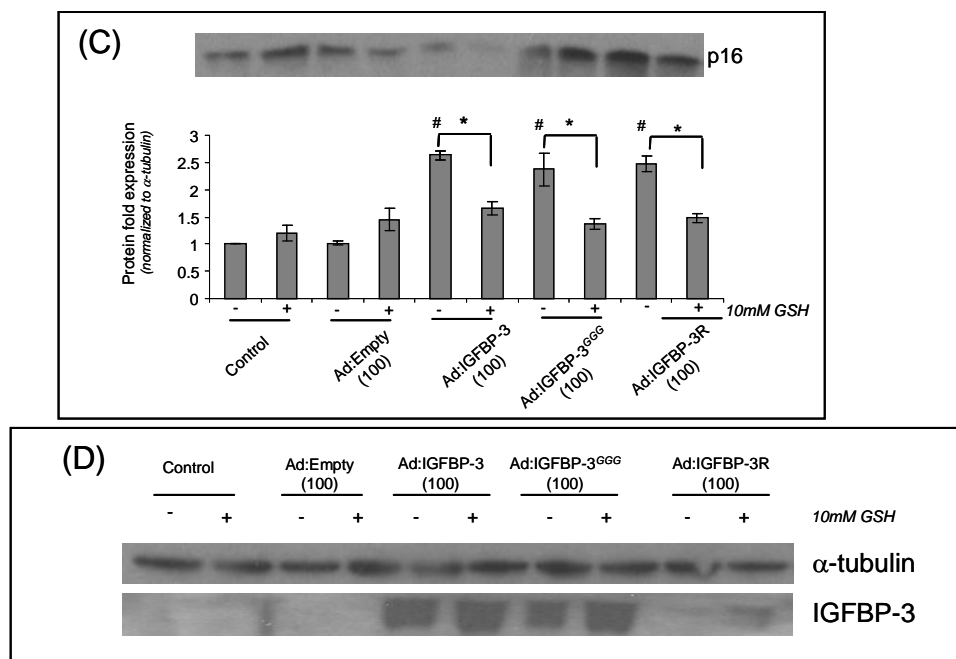 (C)
p16
# * # * # *
Protein fold expression
(normalized to α-tubulin)
3
2.5
2
1.5
1
0.5
0
- + - + - + - + - + 10mM GSH
Control
Ad:Empty
(100)
Ad:IGFBP-3
(100)
Ad:IGFBP-3GGG
(100)
Ad:IGFBP-3R
(100)
(D)
Control Ad:Empty (100) Ad:IGFBP-3 (100) Ad:IGFBP-3GGG (100) Ad:IGFBP-3R (100)
- + - + - + - + - + 10mM GSH
α-tubulin
IGFBP-3